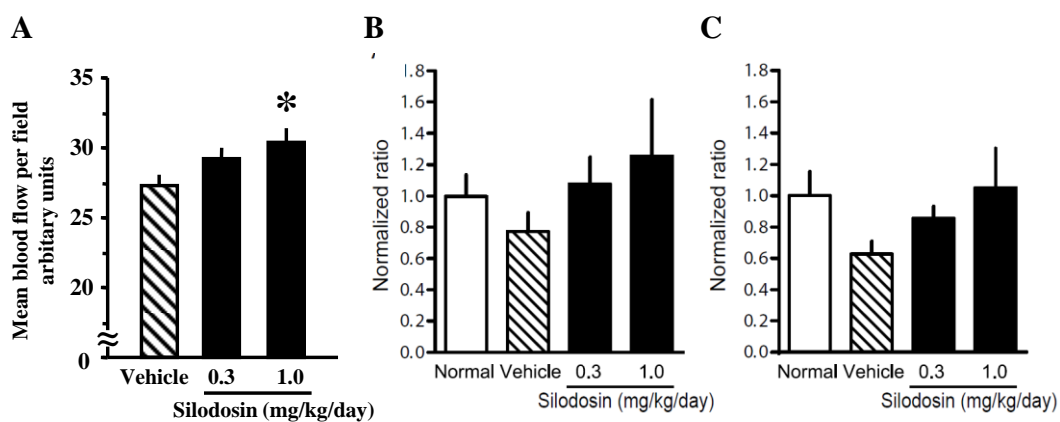 A
B
C
Mean blood flow per field
arbitary units
35
30
25
20
0
*
Vehicle 0.3 1.0
Silodosin (mg/kg/day)
Normalized ratio
1.8
1.6
1.4
1.2
1.0
0.8
0.6
0.4
0.2
0.0
Normal Vehicle 0.3 1.0
Silodosin (mg/kg/day)
Normalized ratio
1.8
1.6
1.4
1.2
1.0
0.8
0.6
0.4
0.2
0.0
Normal Vehicle 0.3 1.0
Silodosin (mg/kg/day)